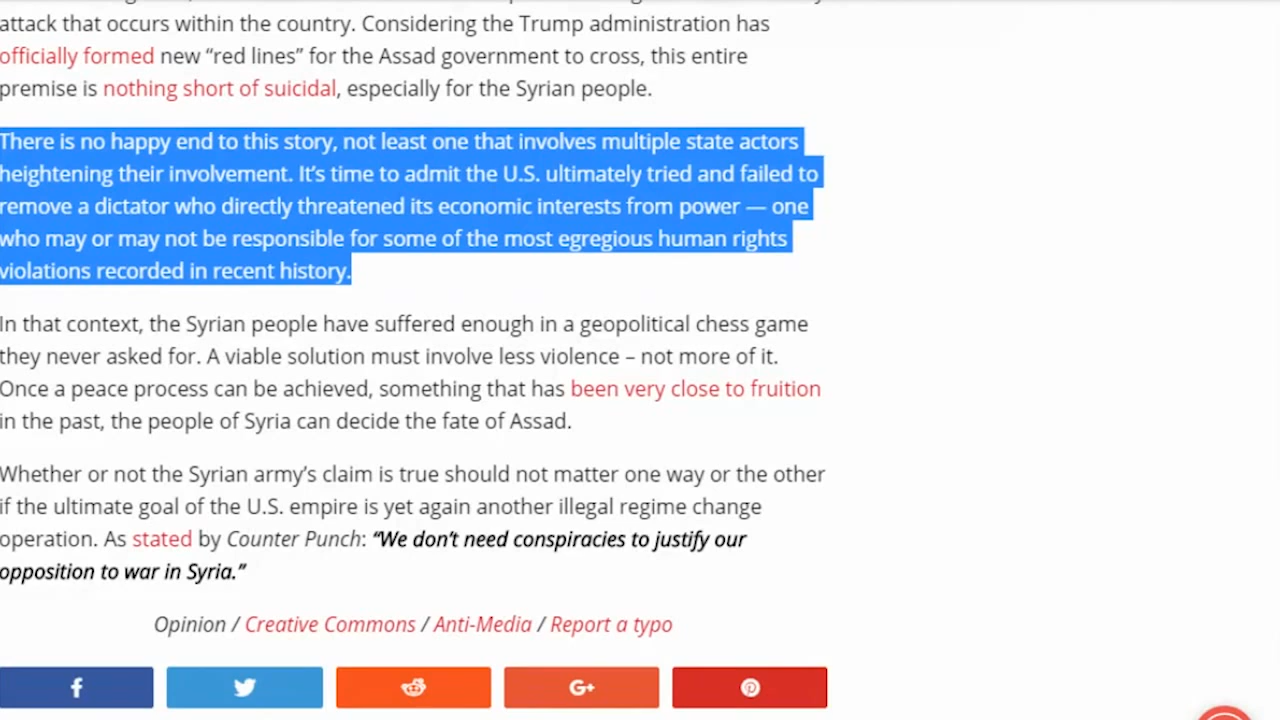 attack that occurs within the country. Considering the Trump administration has
officially formed new “red lines” for the Assad government to cross, this entire
premise is nothing short of suicidal, especially for the Syrian people.
There is no happy end to this story, not least one that involves multiple state actors
heightening their involvement. It’s time to admit the U.S. ultimately tried and failed to
remove a dictator who directly threatened its economic interests from power — one
who may or may not be responsible for some of the most egregious human rights
violations recorded in recent history.
In that context, the Syrian people have suffered enough in a geopolitical chess game
they never asked for. A viable solution must involve less violence – not more of it.
Once a peace process can be achieved, something that has been very close to fruition
in the past, the people of Syria can decide the fate of Assad.
Whether or not the Syrian army’s claim is true should not matter one way or the other
if the ultimate goal of the U.S. empire is yet again another illegal regime change
operation. As stated by Counter Punch: “We don’t need conspiracies to justify our
opposition to war in Syria.”
Opinion / Creative Commons / Anti-Media / Report a typo